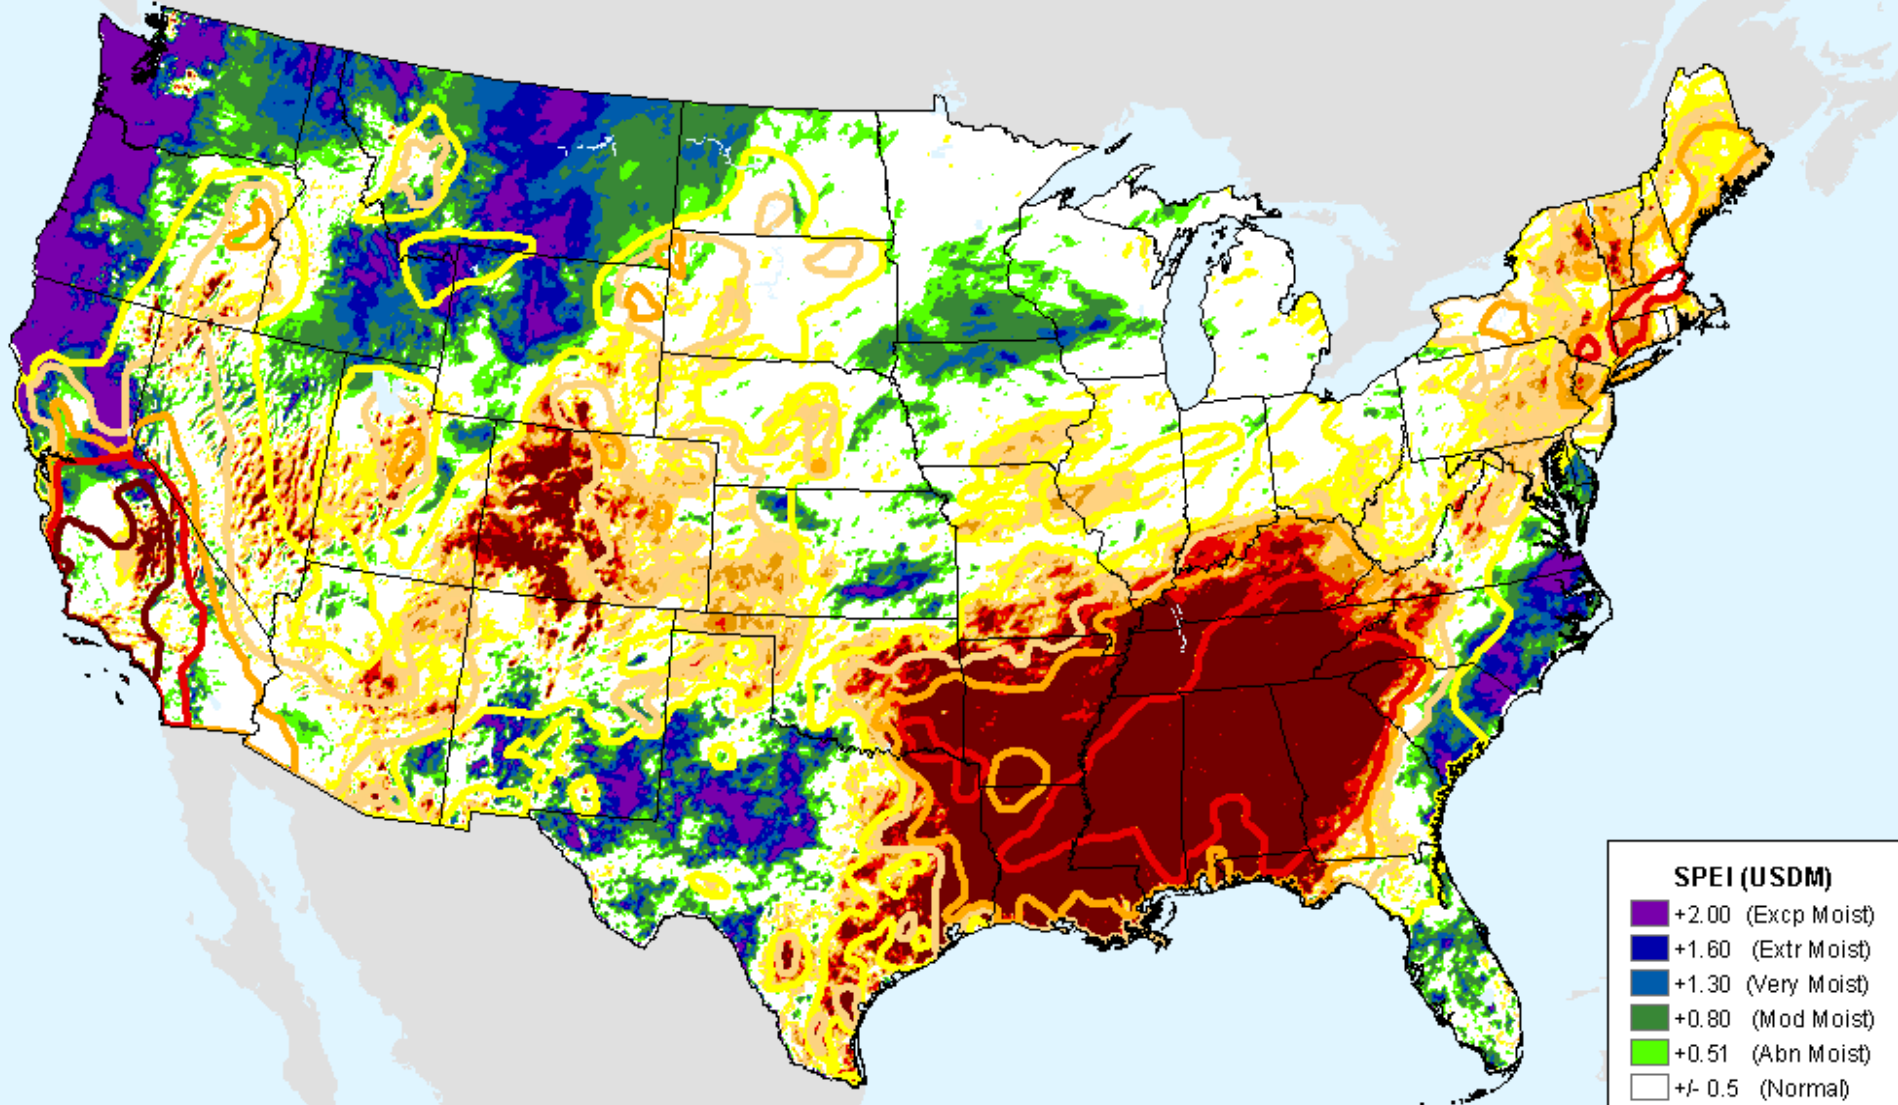 SPEI (USDM)
+2.00 (Excp Moist)
+1.60 (Extr Moist)
+1.30 (Very Moist)
+0.80 (Mod Moist)
+0.51 (Abn Moist)
+/- 0.5 (Normal)